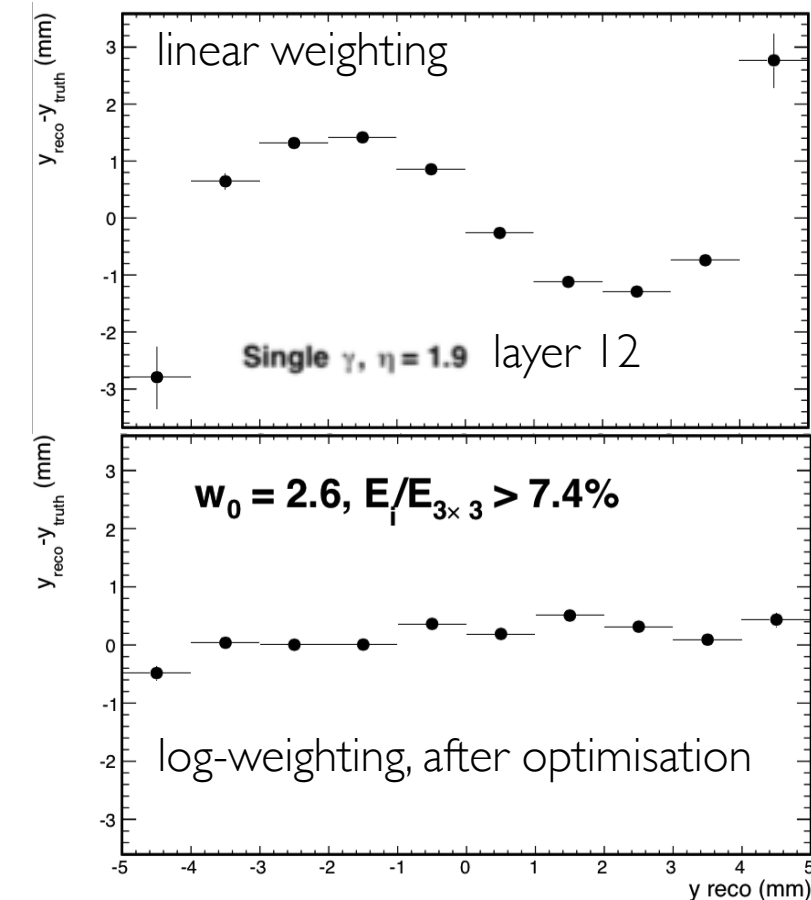 y_reco-y_truth (mm)
linear weighting
3
2
1
0
-1
-2
-3
Single γ, η = 1.9 layer 12
y_reco-y_truth (mm)
w_0 = 2.6, E_i/E_3×3 > 7.4%
3
2
1
0
-1
-2
-3
log-weighting, after optimisation
-5 -4 -3 -2 -1 0 1 2 3 4 5
y reco (mm)